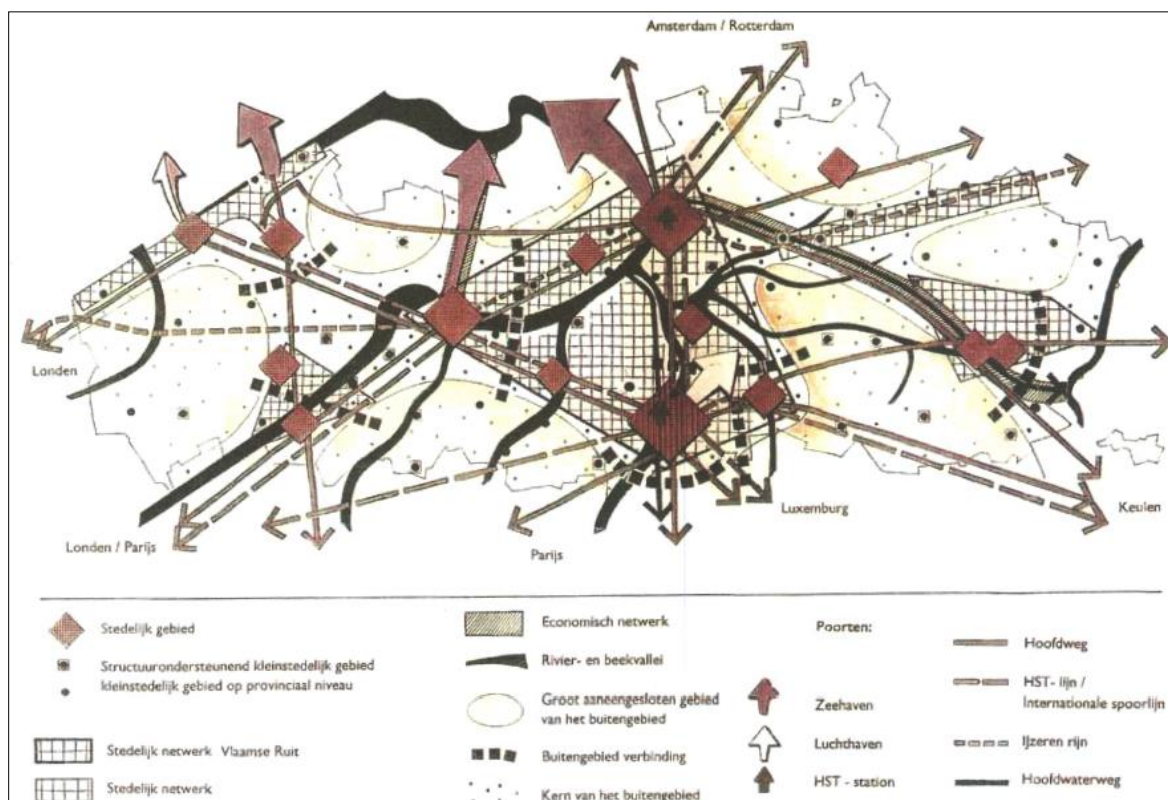 Amsterdam / Rotterdam
Londen
Londen / Parijs
Parijs
Luxemburg
Keulen
Stedelijk gebied
Structuurondersteunend kleinstedelijk gebied
kleinstedelijk gebied op provinciaal niveau
Stedelijk netwerk Vlaamse Ruit
Stedelijk netwerk
Economisch netwerk
Rivier- en beekvallei
Groot aaneengesloten gebied
van het buitengebied
Buitengebied verbinding
Kern van het buitengebied
Poorten:
Zeehaven
Luchthaven
HST - station
Hoofdweg
HST- lijn /
Internationale spoorlijn
IJzeren rijn
Hoofdwaterweg